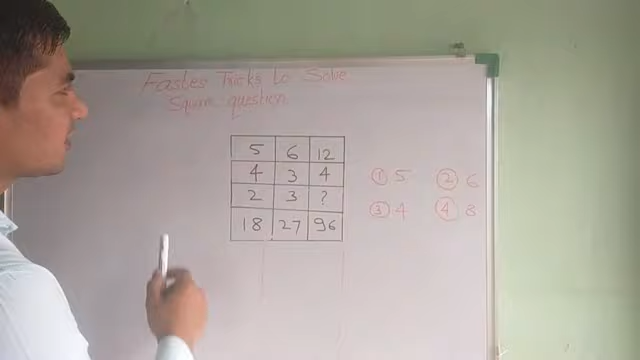 Fastes Tricks to Solve
Square question
5 6 12
4 3 4
2 3 ?
18 27 96
① 5 ② 6
③ 4 ④ 8